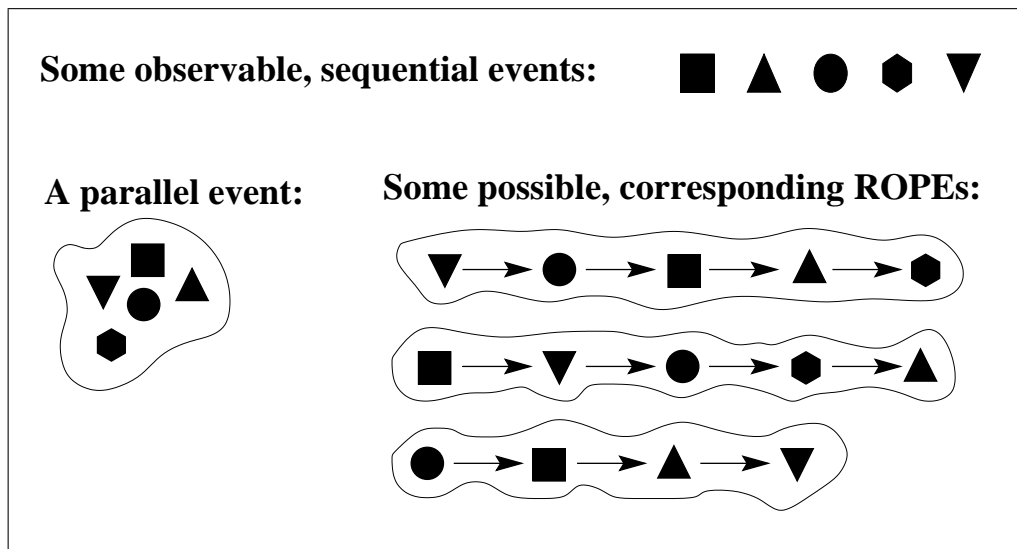 Some observable, sequential events:
A parallel event:
Some possible, corresponding ROPEs: